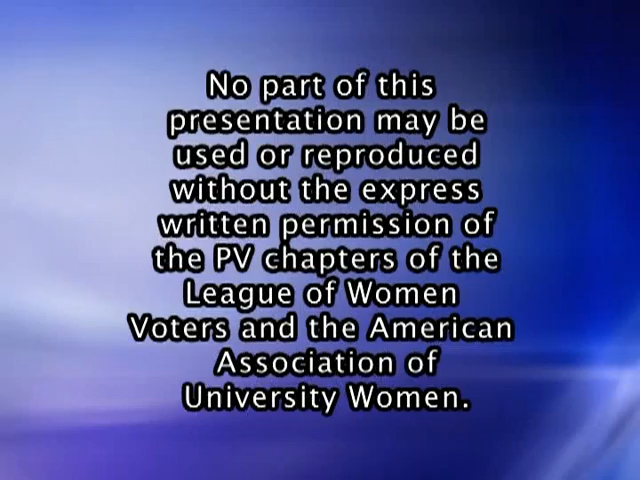 No part of this
presentation may be
used or reproduced
without the express
written permission of
the PV chapters of the
League of Women
Voters and the American
Association of
University Women.